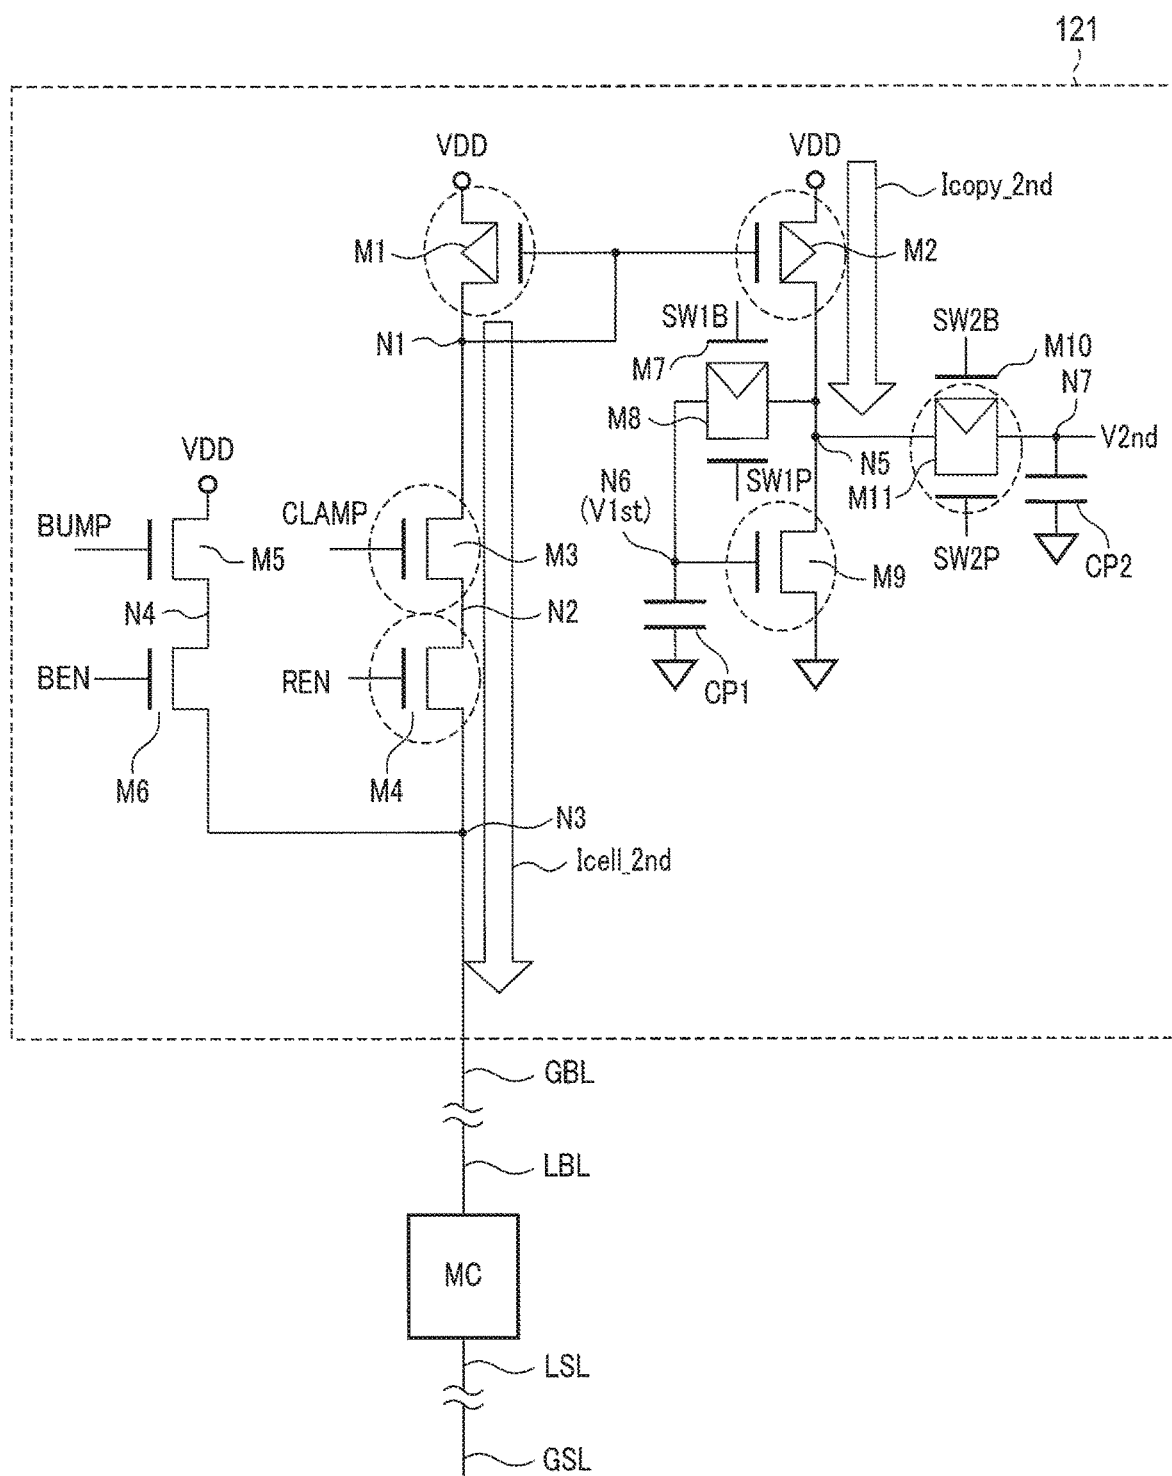 121
VDD
VDD
Icopy_2nd
M1
M2
SW1B
SW2B
N1
M7
M10
N7
M8
V2nd
N5
VDD
N6
(V1st)
SW1P
M11
CLAMP
BUMP
M5
M3
M9
SW2P
CP2
N4
N2
BEN
REN
CP1
M6
M4
N3
Icell_2nd
GBL
LBL
MC
LSL
GSL